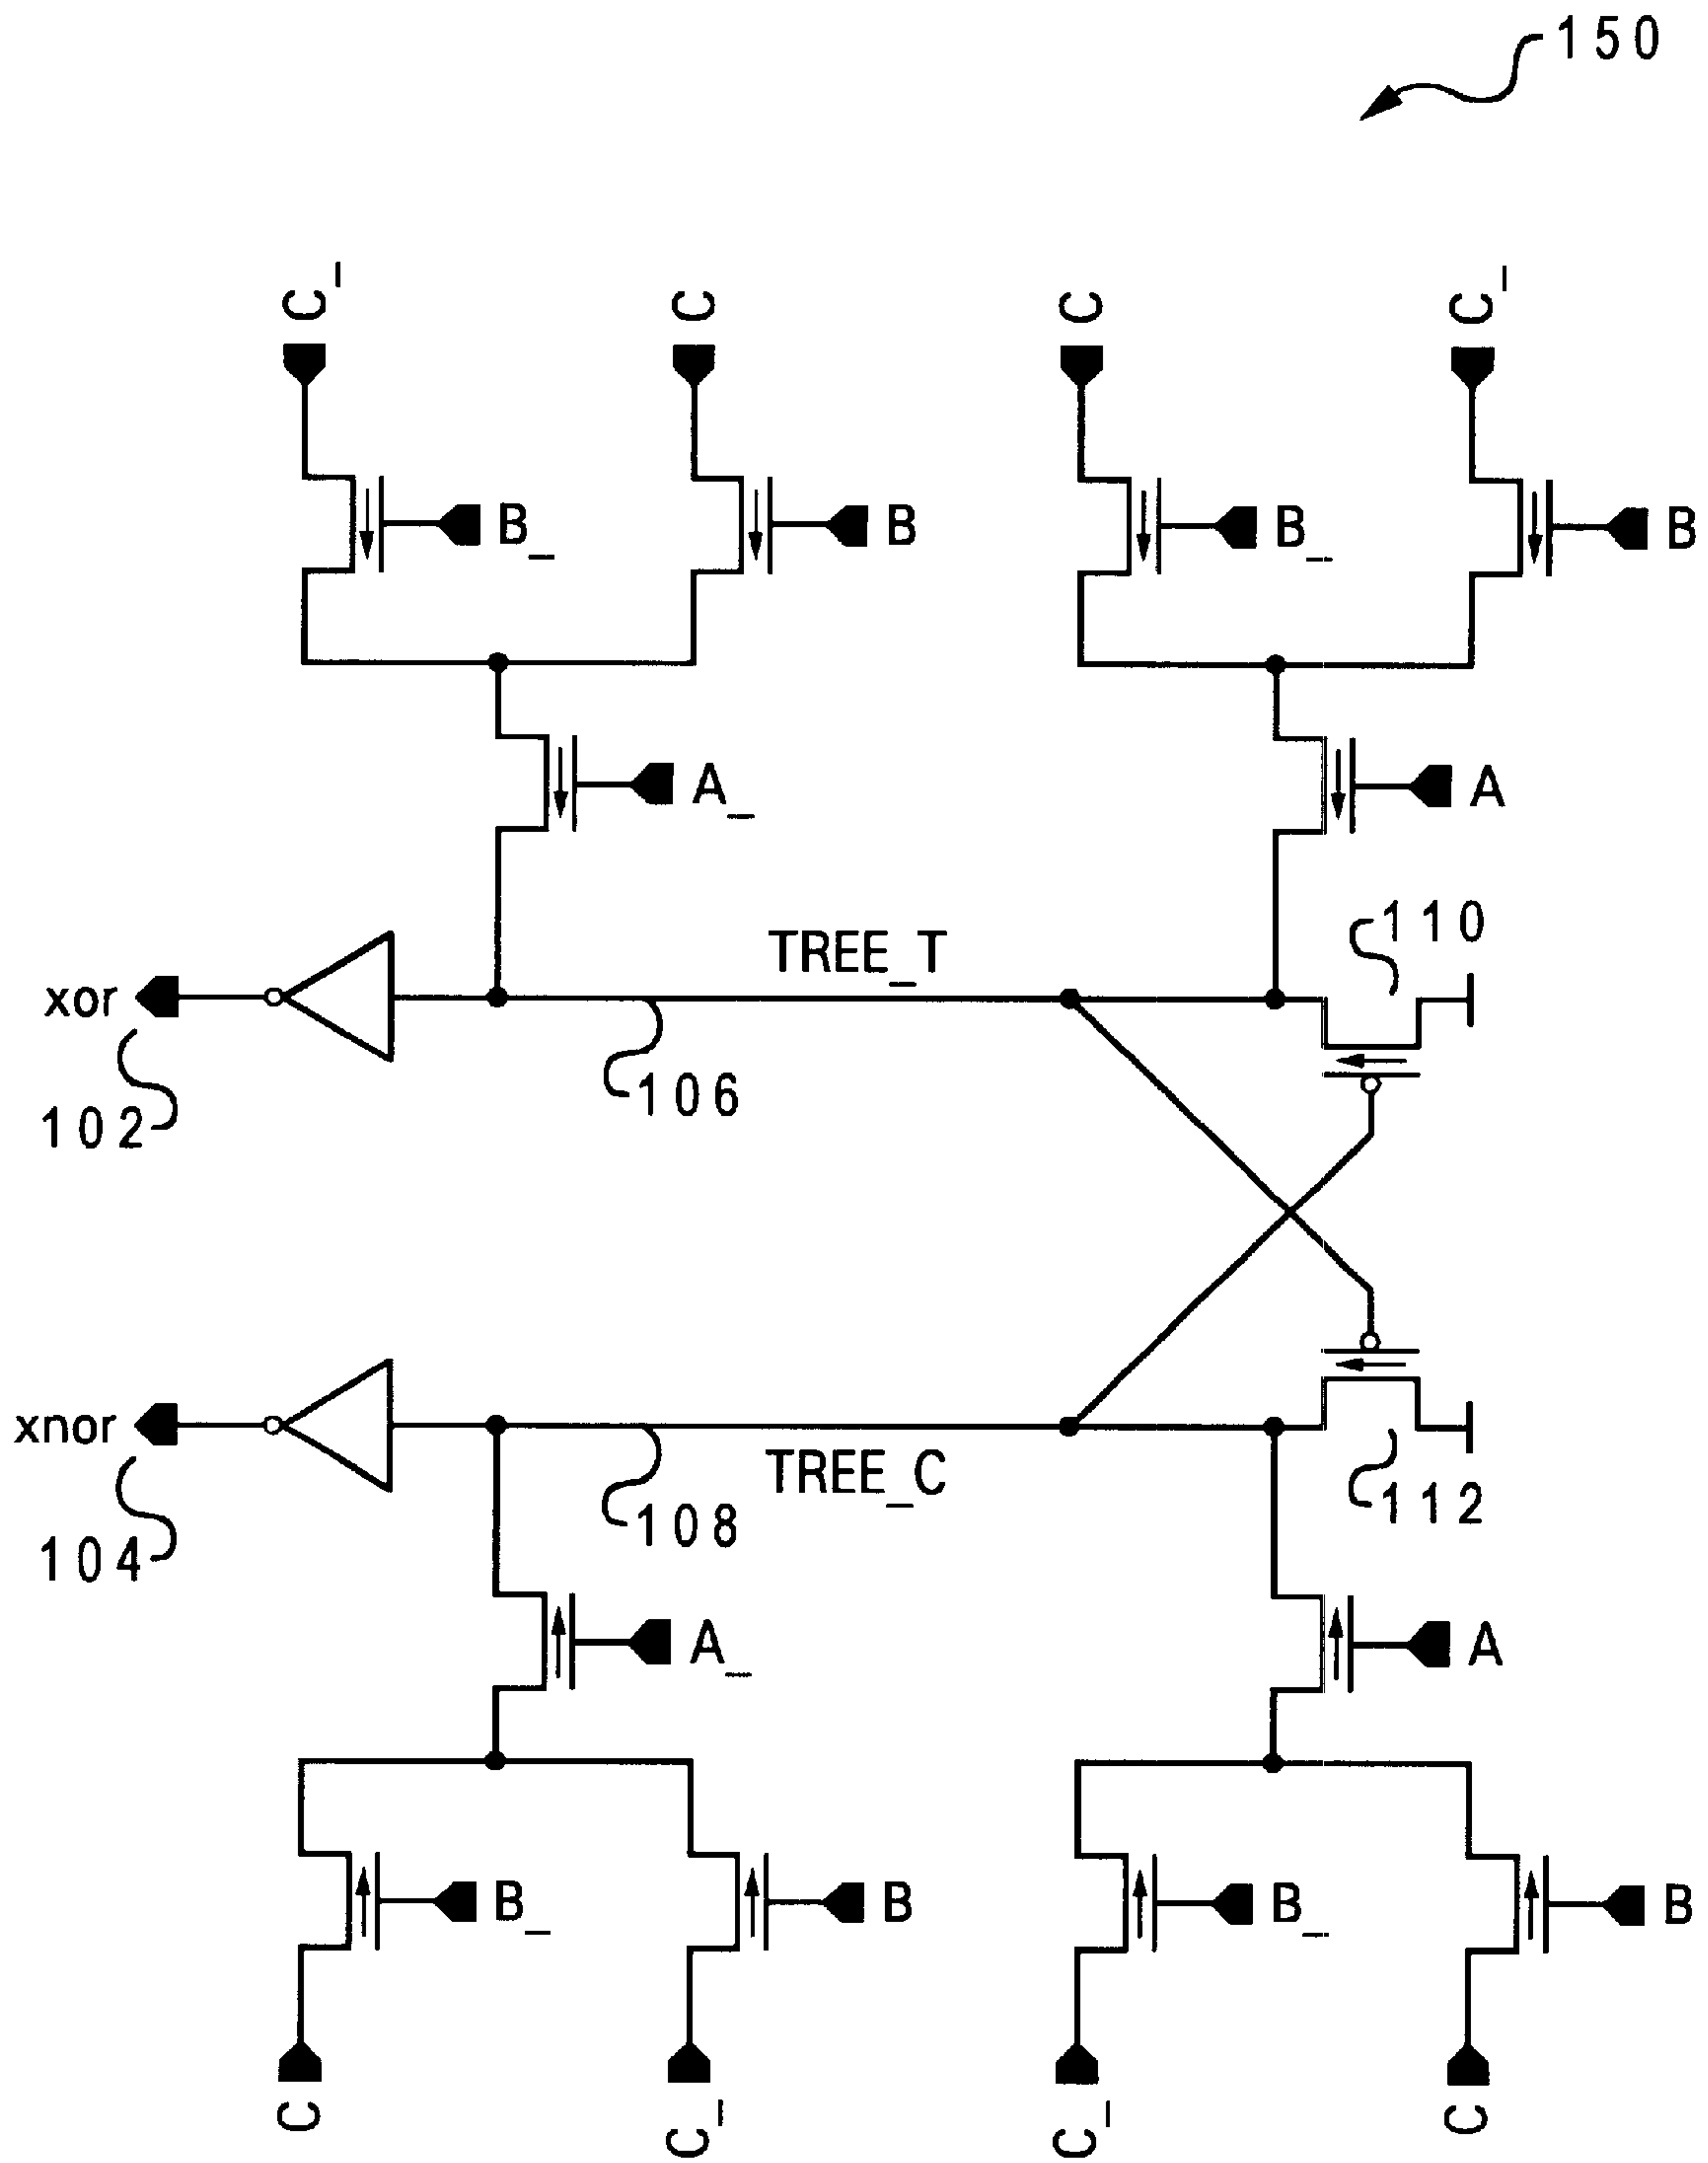 150
C_
C
C
C_
B_
B
B_
B
A_
A
110
TREE_T
xor
106
102
xnor
TREE_C
112
108
104
A_
A
B_
B
B_
B
C
C_
C_
C